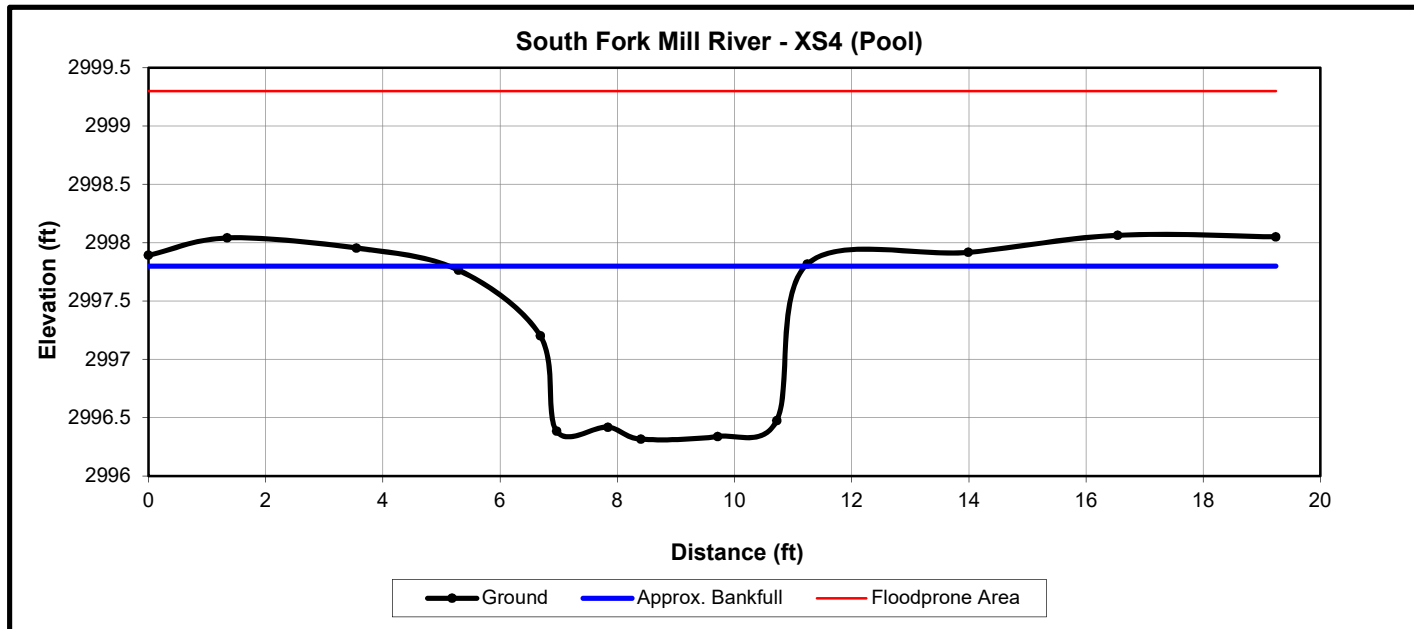 South Fork Mill River - XS4 (Pool)
2999.5
2999
2998.5
2998
2997.5
2997
2996.5
2996
Elevation (ft)
0 2 4 6 8 10 12 14 16 18 20
Distance (ft)
Ground Approx. Bankfull Floodprone Area